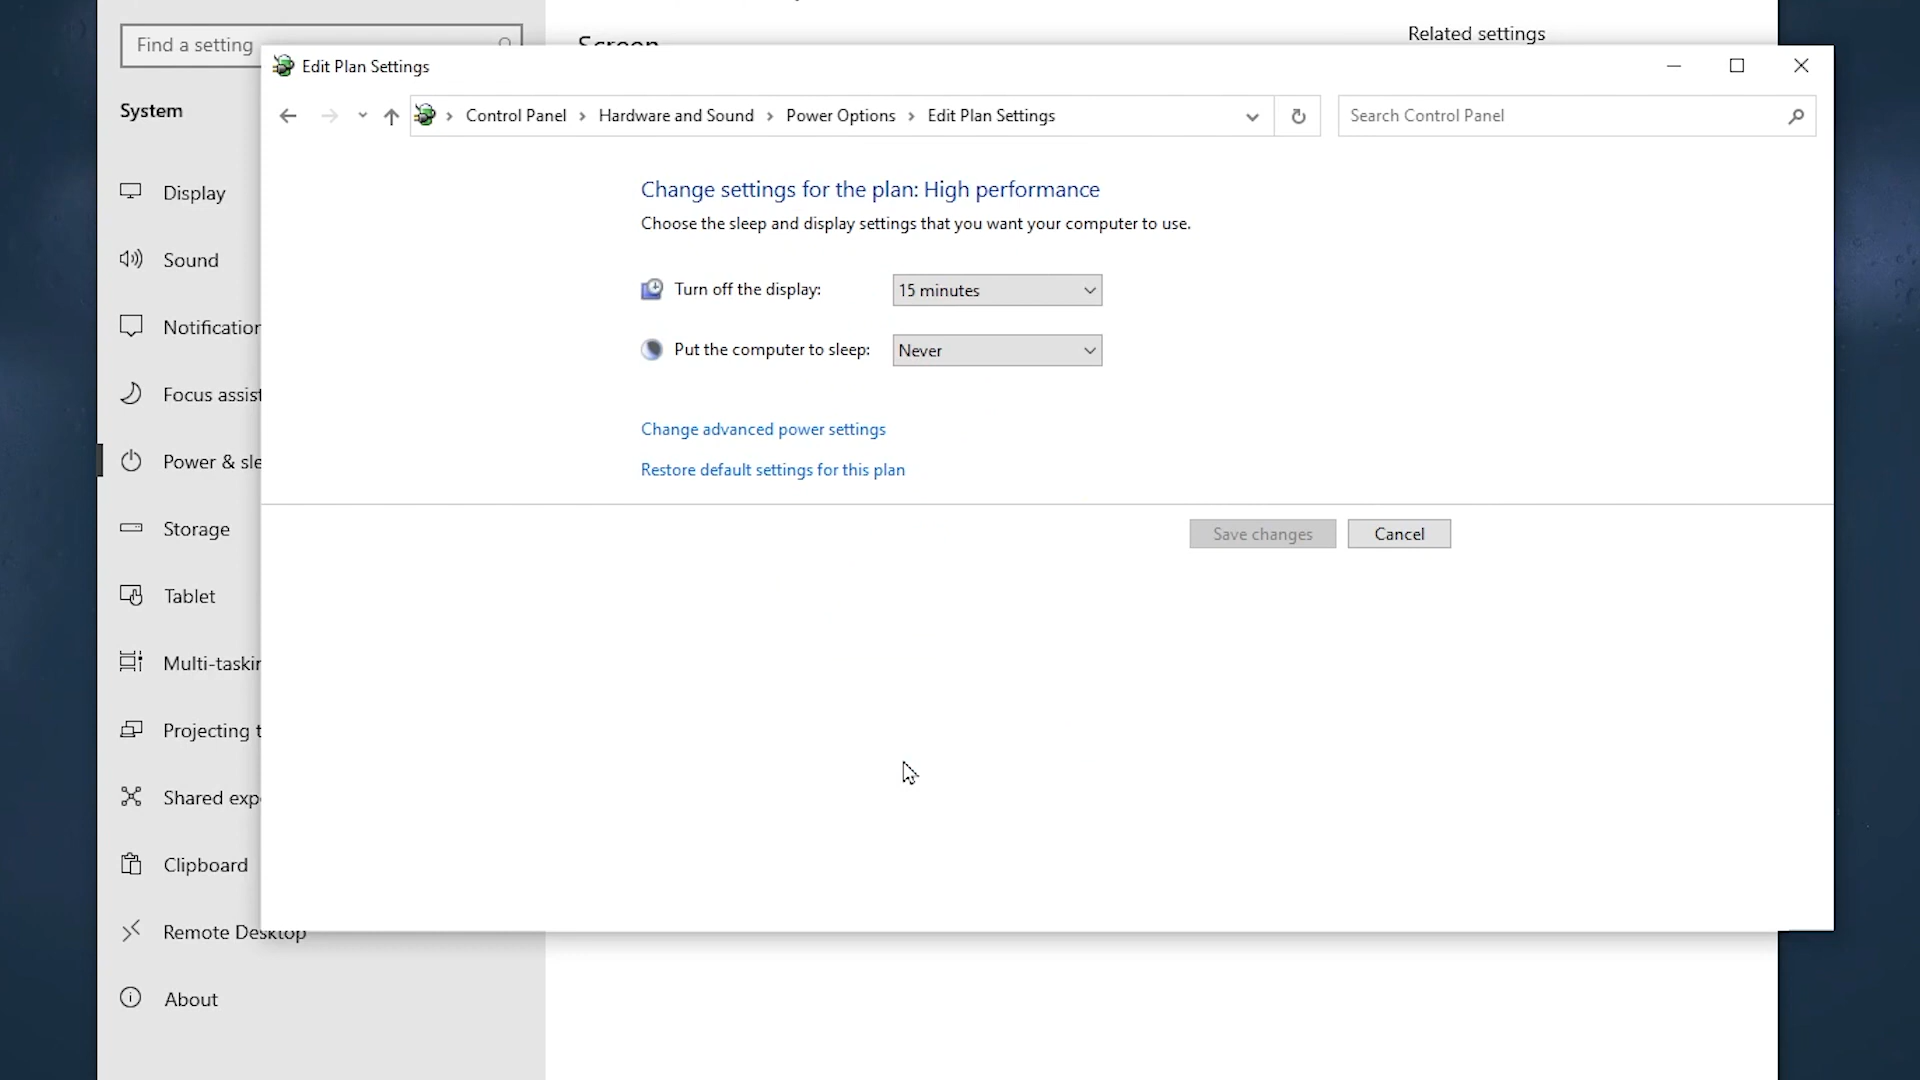 Find a setting
Screen
Related settings
Edit Plan Settings
Control Panel > Hardware and Sound > Power Options > Edit Plan Settings
Search Control Panel
System
Display
Sound
Notification
Focus assist
Power & sle
Storage
Tablet
Multi-taskin
Projecting t
Shared exp
Clipboard
Remote Desktop
About
Change settings for the plan: High performance
Choose the sleep and display settings that you want your computer to use.
Turn off the display: 15 minutes
Put the computer to sleep: Never
Change advanced power settings
Restore default settings for this plan
Save changes Cancel